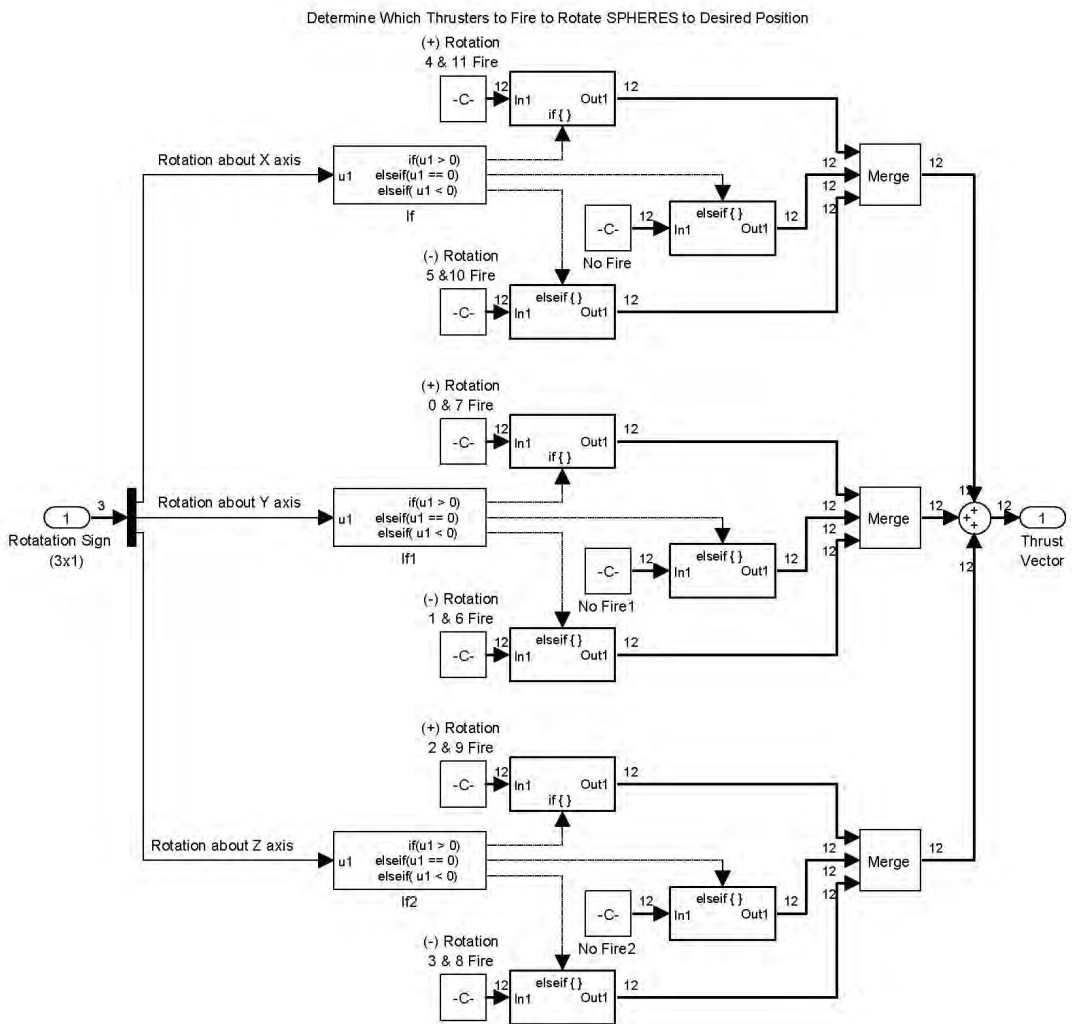 Determine Which Thrusters to Fire to Rotate SPHERES to Desired Position
(+) Rotation
4 & 11 Fire
-C-
12
In1
Out1
if { }
12
Rotation about X axis
u1
if(u1 > 0)
elseif(u1 == 0)
elseif( u1 < 0)
If
-C-
No Fire
12
elseif { }
In1
Out1
12
12
12
12
Merge
12
(-) Rotation
5 &10 Fire
-C-
12
elseif { }
In1
Out1
12
(+) Rotation
0 & 7 Fire
-C-
12
In1
Out1
if { }
12
1
Rotatation Sign
(3x1)
3
Rotation about Y axis
u1
if(u1 > 0)
elseif(u1 == 0)
elseif( u1 < 0)
If1
-C-
No Fire1
12
elseif { }
In1
Out1
12
12
12
12
Merge
12
12
12
1
Thrust
Vector
(-) Rotation
1 & 6 Fire
-C-
12
elseif { }
In1
Out1
12
(+) Rotation
2 & 9 Fire
-C-
12
In1
Out1
if { }
12
Rotation about Z axis
u1
if(u1 > 0)
elseif(u1 == 0)
elseif( u1 < 0)
If2
-C-
No Fire2
12
elseif { }
In1
Out1
12
12
12
12
Merge
12
(-) Rotation
3 & 8 Fire
-C-
12
elseif { }
In1
Out1
12